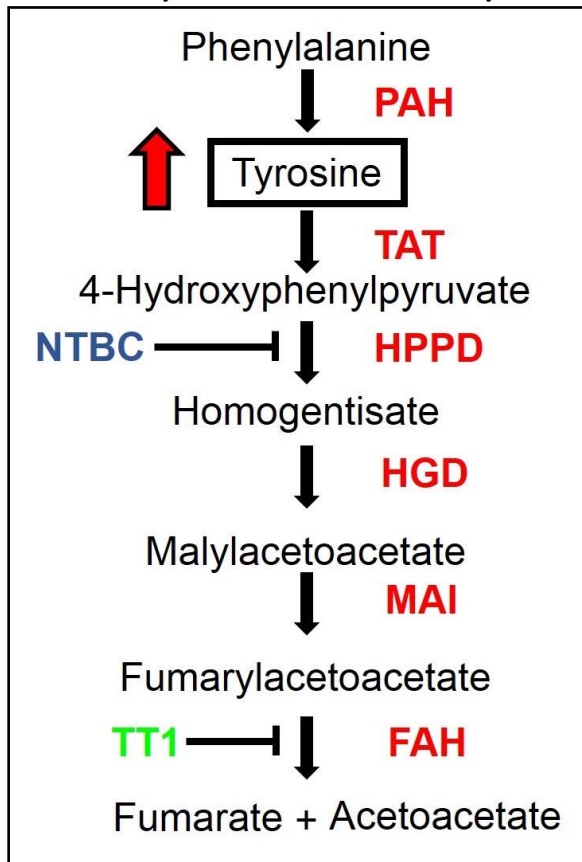 Phenylalanine
PAH
Tyrosine
TAT
4-Hydroxyphenylpyruvate
NTBC
HPPD
Homogentisate
HGD
Malylacetoacetate
MAI
Fumarylacetoacetate
TT1
FAH
Fumarate + Acetoacetate